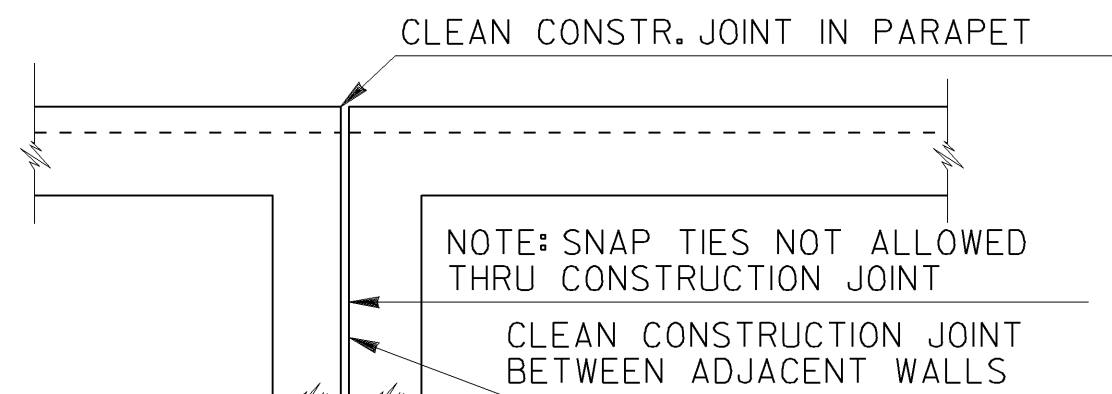 CLEAN CONSTR. JOINT IN PARAPET
NOTE: SNAP TIES NOT ALLOWED
THRU CONSTRUCTION JOINT
CLEAN CONSTRUCTION JOINT
BETWEEN ADJACENT WALLS